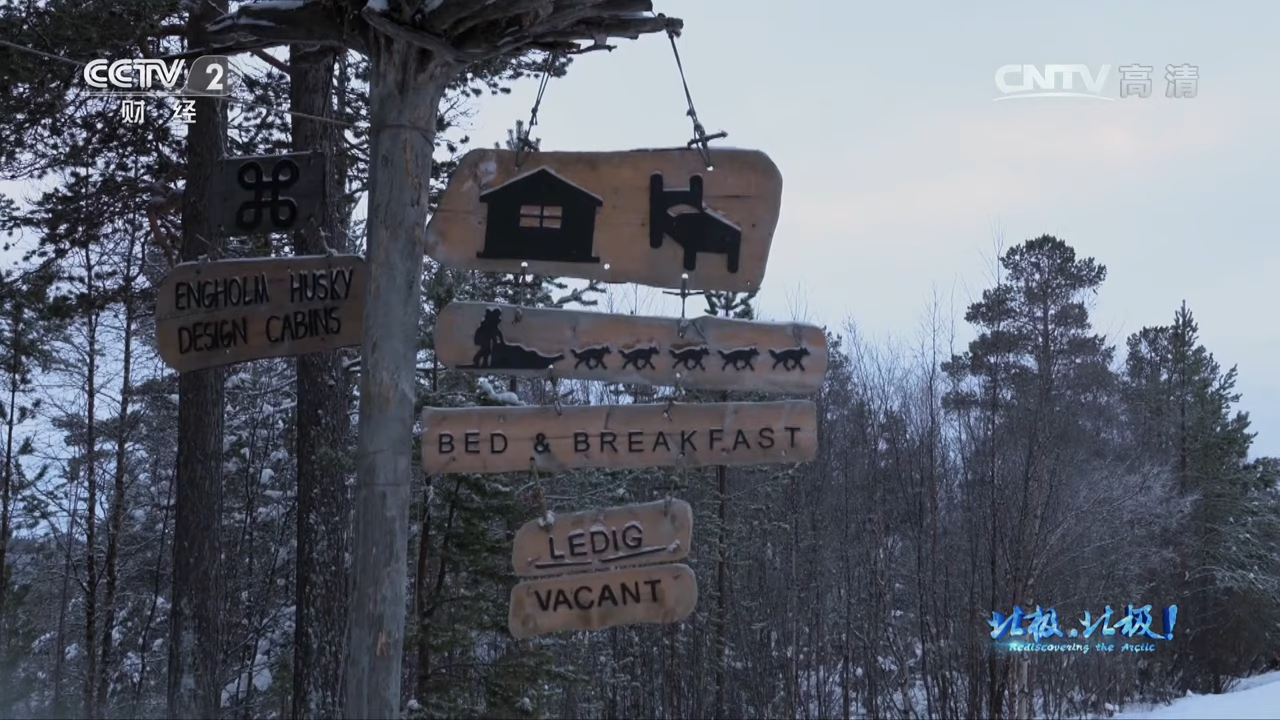 CCTV 2
财经
CNTV 高清
ENGHOLM HUSKY
DESIGN CABINS
BED & BREAKFAST
LEDIG
VACANT
北极，北极！
Rediscovering the Arctic